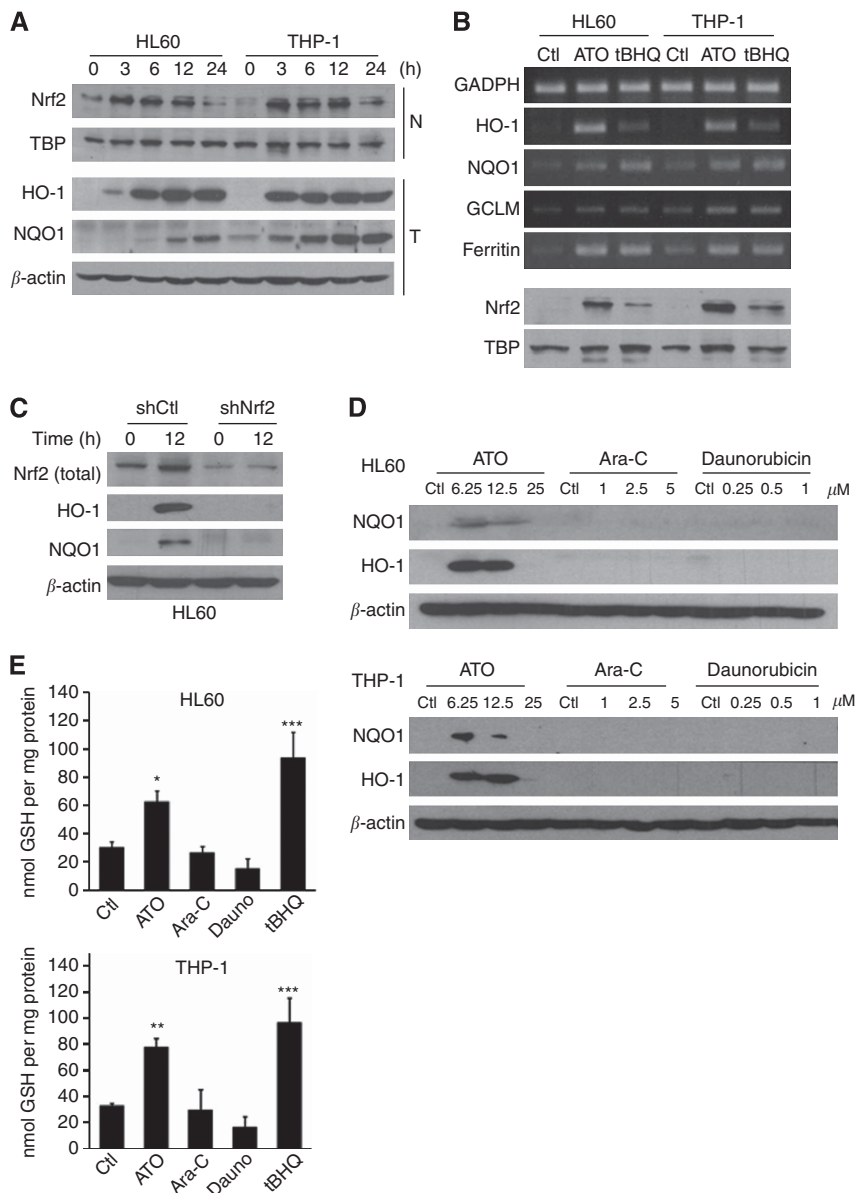 A
HL60 THP-1
0 3 6 12 24 0 3 6 12 24 (h)
Nrf2
TBP
N
HO-1
NQO1
β-actin
T
B
HL60 THP-1
Ctl ATO tBHQ Ctl ATO tBHQ
GADPH
HO-1
NQO1
GCLM
Ferritin
Nrf2
TBP
C
shCtl shNrf2
Time (h) 0 12 0 12
Nrf2 (total)
HO-1
NQO1
β-actin
HL60
D
HL60 ATO Ara-C Daunorubicin
Ctl 6.25 12.5 25 Ctl 1 2.5 5 Ctl 0.25 0.5 1 μM
NQO1
HO-1
β-actin
THP-1 ATO Ara-C Daunorubicin
Ctl 6.25 12.5 25 Ctl 1 2.5 5 Ctl 0.25 0.5 1 μM
NQO1
HO-1
β-actin
E
HL60
nmol GSH per mg protein
140
120
100
80
60
40
20
0
* ***
Ctl ATO Ara-C Dauno tBHQ
THP-1
nmol GSH per mg protein
140
120
100
80
60
40
20
0
** ***
Ctl ATO Ara-C Dauno tBHQ